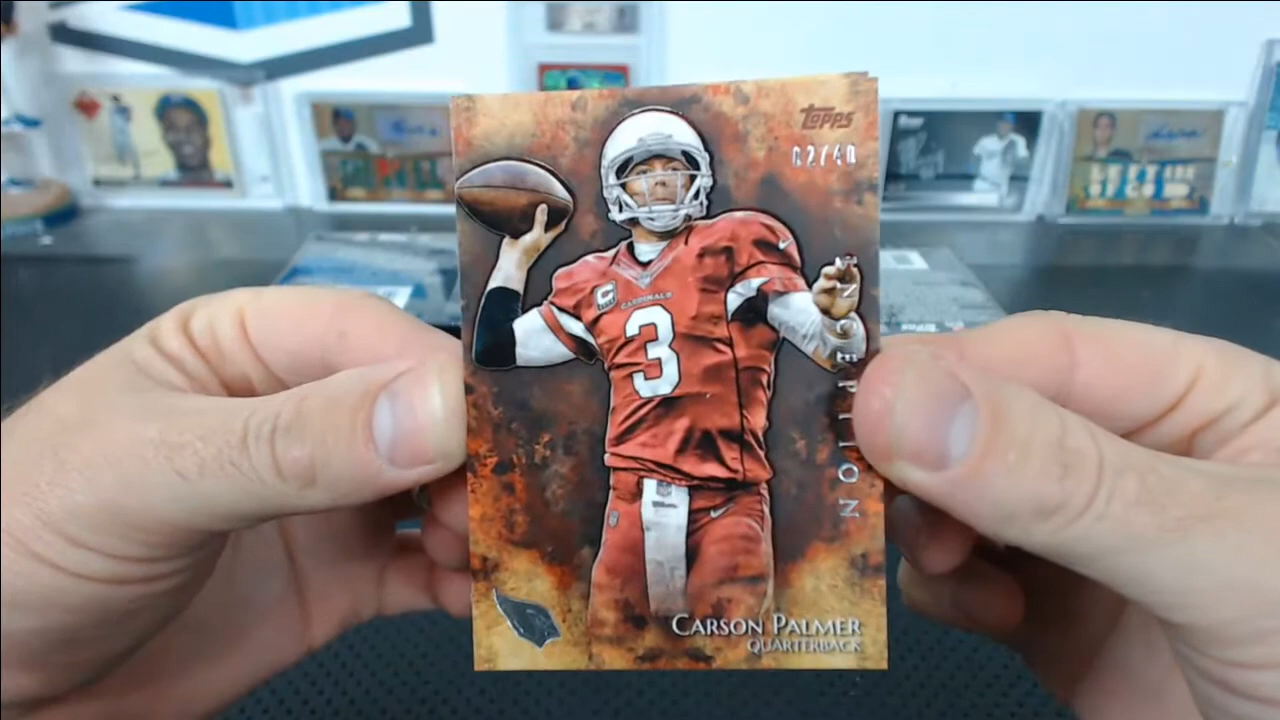 Topps
02/40
INCEPTION
C
CARDINALS
3
CARSON PALMER
QUARTERBACK